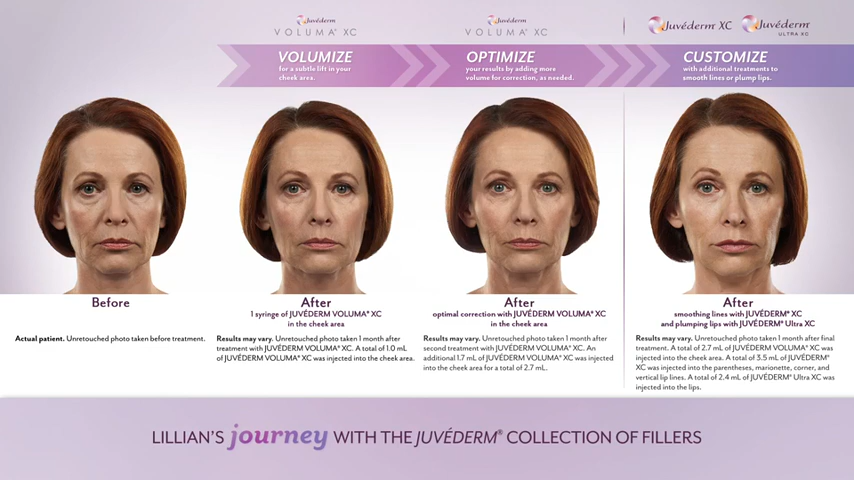 Juvéderm
VOLUMA® XC
Juvéderm
VOLUMA® XC
Juvéderm XC
Juvéderm
ULTRA XC
VOLUMIZE
for a subtle lift in your
cheek area.
OPTIMIZE
your results by adding more
volume for correction, as needed.
CUSTOMIZE
with additional treatments to
smooth lines or plump lips.
Before
Actual patient. Unretouched photo taken before treatment.
After
1 syringe of JUVÉDERM VOLUMA® XC
in the cheek area
Results may vary. Unretouched photo taken 1 month after
treatment with JUVÉDERM VOLUMA® XC. A total of 1.0 mL
of JUVÉDERM VOLUMA® XC was injected into the cheek area.
After
optimal correction with JUVÉDERM VOLUMA® XC
in the cheek area
Results may vary. Unretouched photo taken 1 month after
second treatment with JUVÉDERM VOLUMA® XC. An
additional 1.7 mL of JUVÉDERM VOLUMA® XC was injected
into the cheek area for a total of 2.7 mL.
After
smoothing lines with JUVÉDERM® XC
and plumping lips with JUVÉDERM® Ultra XC
Results may vary. Unretouched photo taken 1 month after final
treatment. A total of 2.7 mL of JUVÉDERM VOLUMA® XC was
injected into the cheek area. A total of 3.5 mL of JUVÉDERM®
XC was injected into the parentheses, marionette, corner, and
vertical lip lines. A total of 2.4 mL of JUVÉDERM® Ultra XC was
injected into the lips.
LILLIAN'S journey WITH THE JUVÉDERM® COLLECTION OF FILLERS